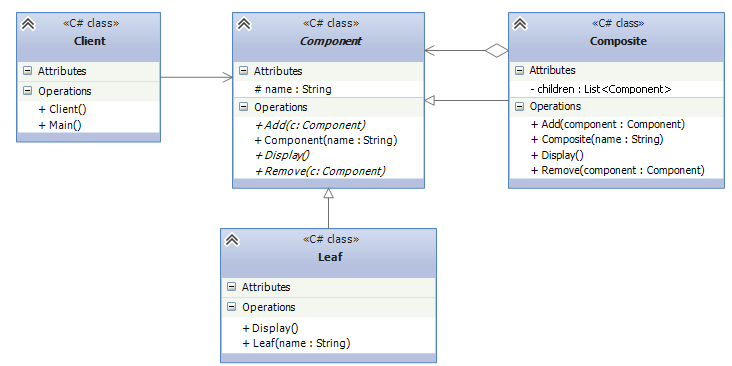 «C# class»
Client
Attributes
Operations
+ Client()
+ Main()
«C# class»
Component
Attributes
# name : String
Operations
+ Add(c: Component)
+ Component(name : String)
+ Display()
+ Remove(c: Component)
«C# class»
Composite
Attributes
- children : List<Component>
Operations
+ Add(component : Component)
+ Composite(name : String)
+ Display()
+ Remove(component : Component)
«C# class»
Leaf
Attributes
Operations
+ Display()
+ Leaf(name : String)